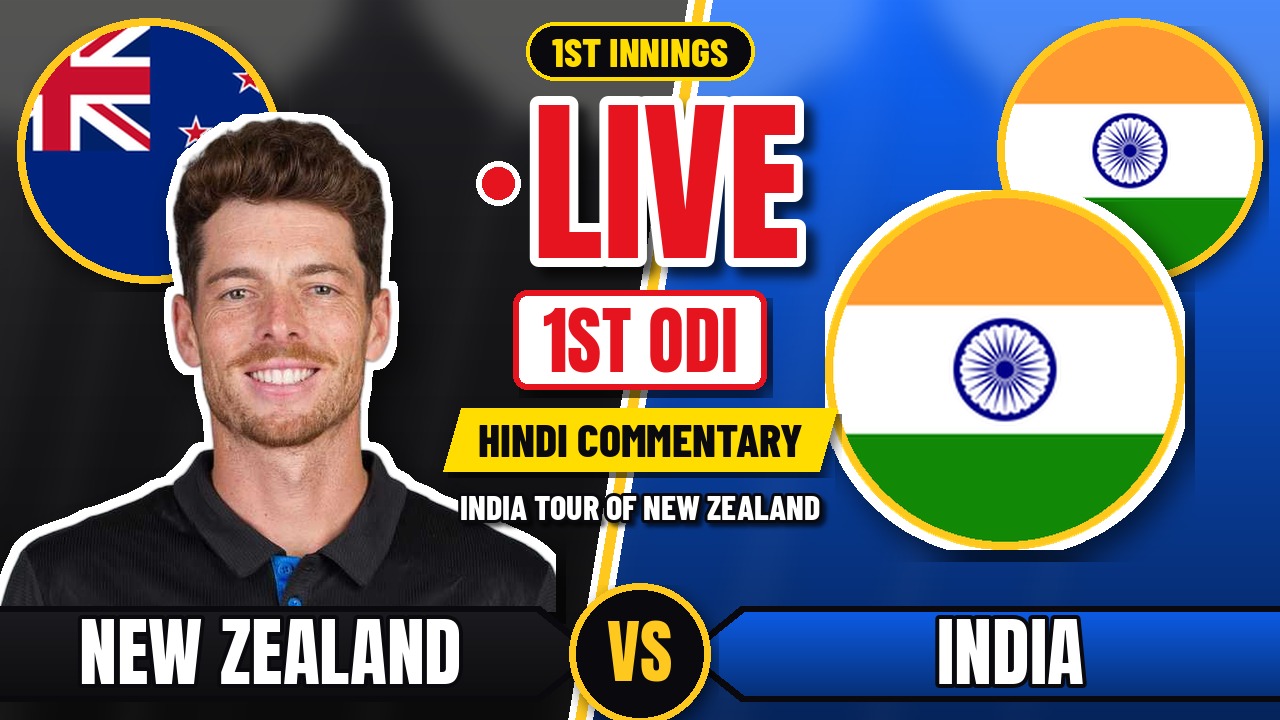 1ST INNINGS
LIVE
1ST ODI
HINDI COMMENTARY
INDIA TOUR OF NEW ZEALAND
NEW ZEALAND
VS
INDIA